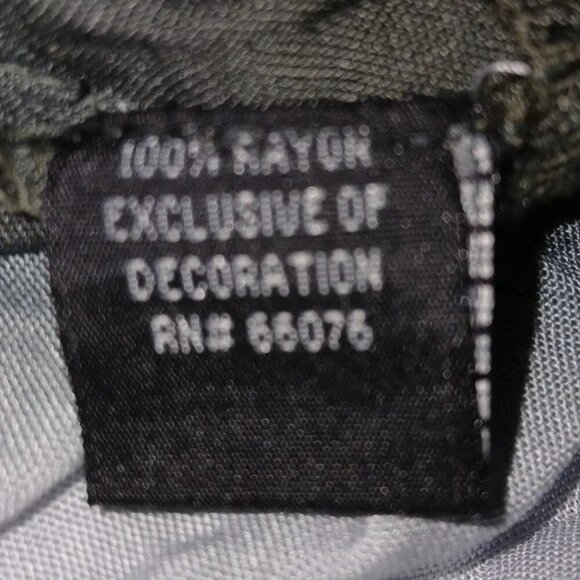 100% RAYON
EXCLUSIVE OF
DECORATION
RN# 66076